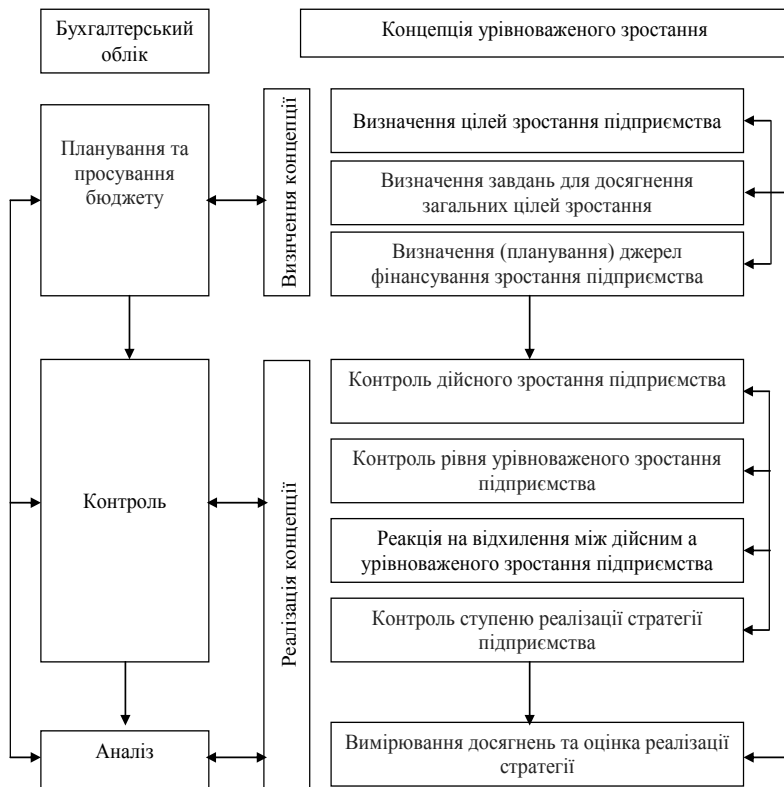 Бухгалтерський
облік
Концепція урівноваженого зростання
Планування та
просування
бюджету
Визнчення концепції
Визначення цілей зростання підприємства
Визначення завдань для досягнення
загальних цілей зростання
Визначення (планування) джерел
фінансування зростання підприємства
Контроль
Реалізація концепції
Контроль дійсного зростання підприємства
Контроль рівня урівноваженого зростання
підприємства
Реакція на відхилення між дійсним а
урівноваженого зростання підприємства
Контроль ступеню реалізації стратегії
підприємства
Аналіз
Вимірювання досягнень та оцінка реалізації
стратегії